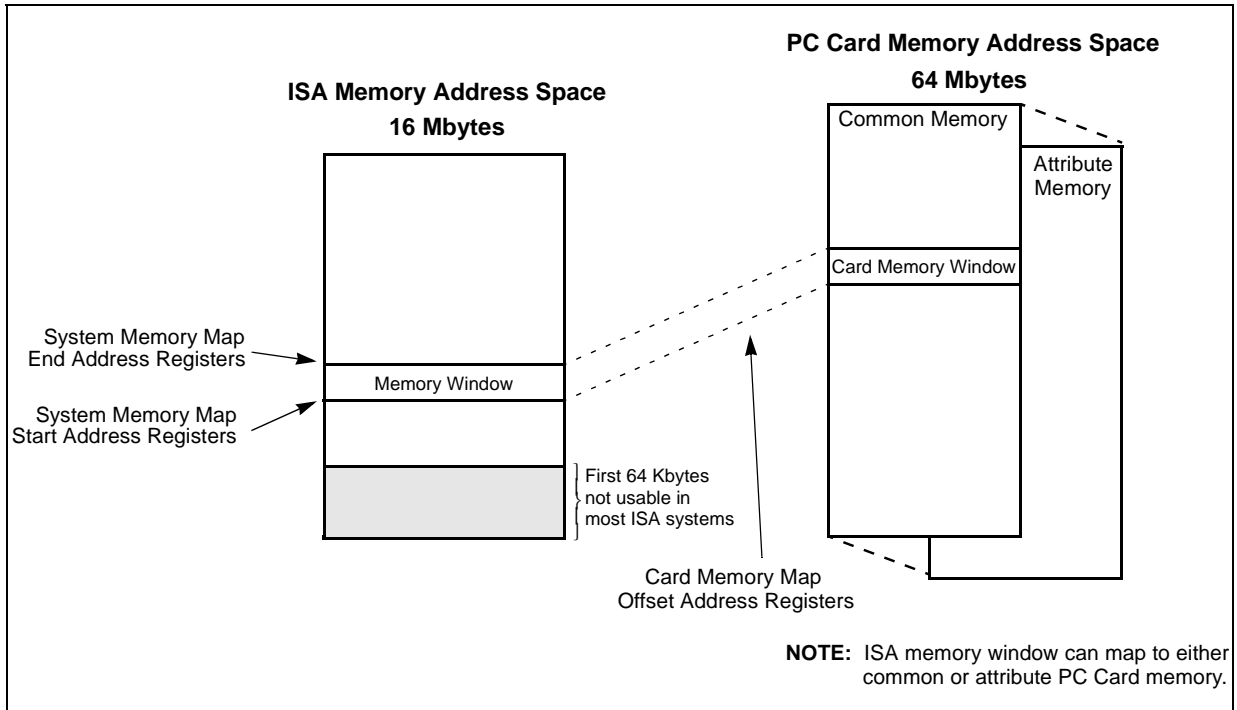 PC Card Memory Address Space
64 Mbytes
ISA Memory Address Space
16 Mbytes
Common Memory
Attribute
Memory
Card Memory Window
System Memory Map
End Address Registers
Memory Window
System Memory Map
Start Address Registers
First 64 Kbytes
not usable in
most ISA systems
Card Memory Map
Offset Address Registers
NOTE: ISA memory window can map to either
common or attribute PC Card memory.